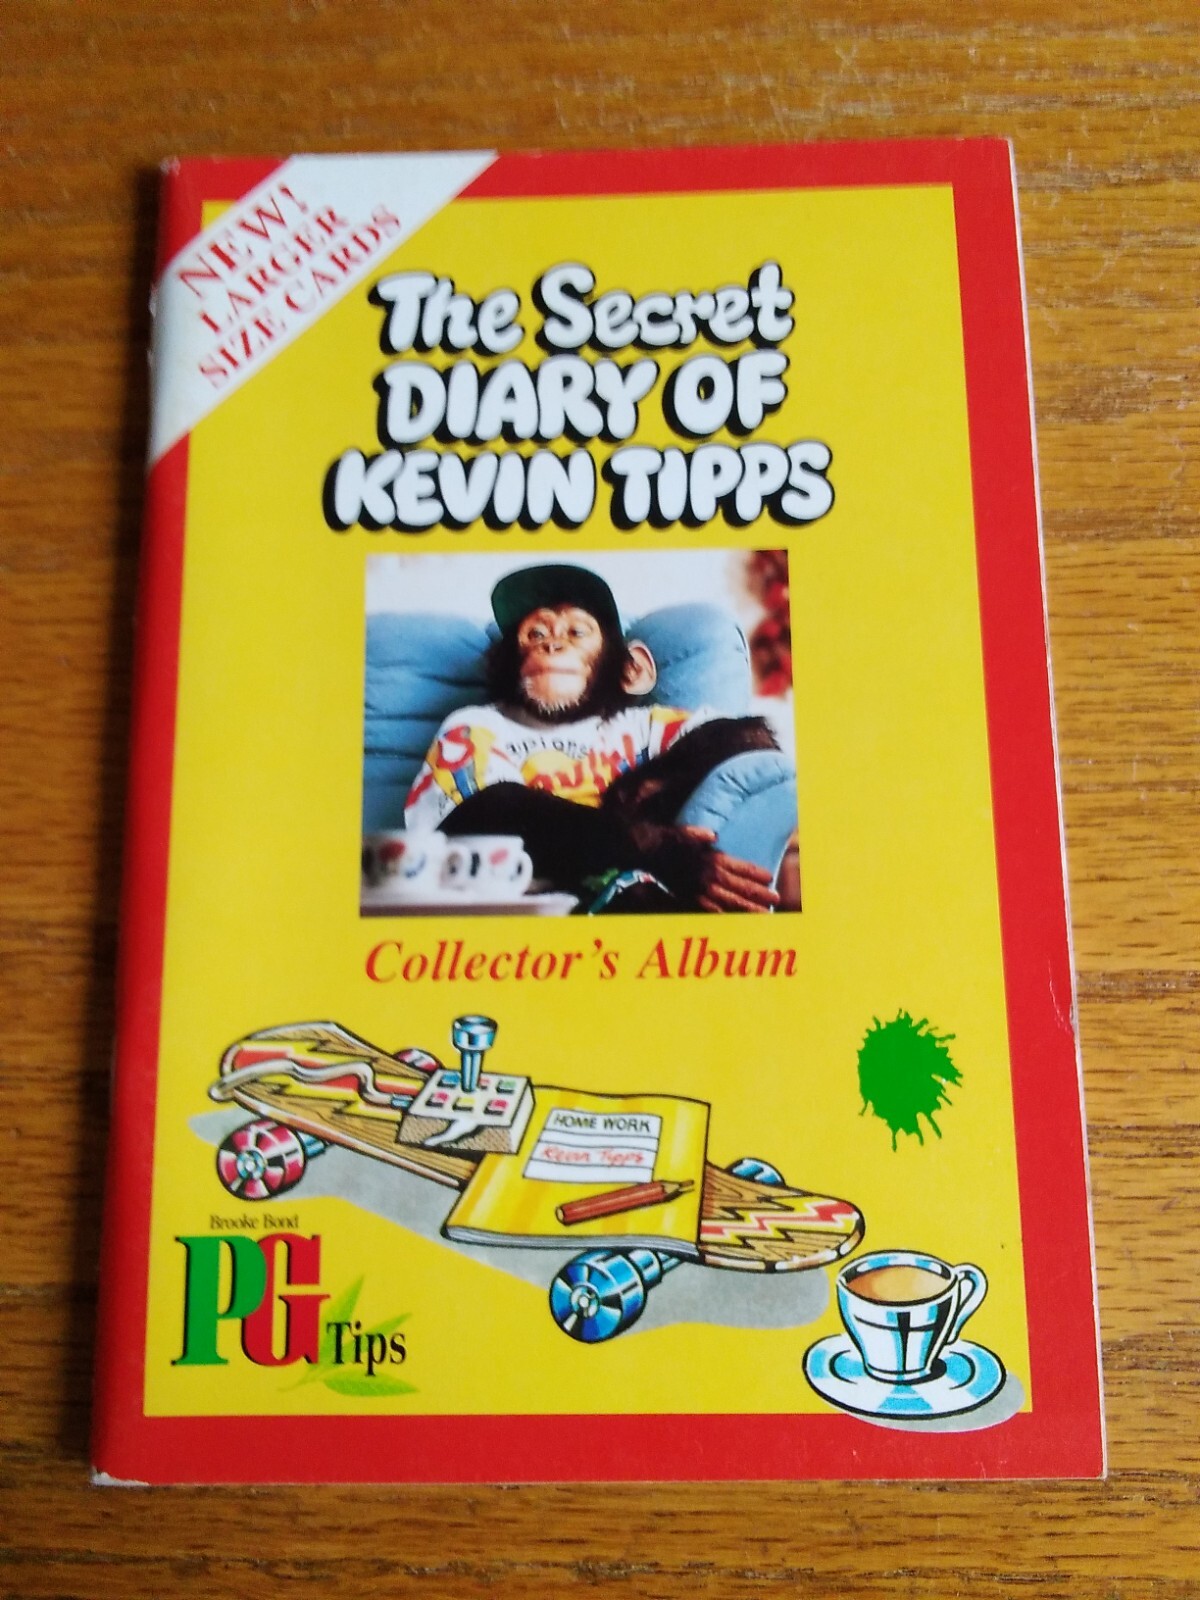 NEW!
LARGER
SIZE CARDS
The Secret
DIARY OF
KEVIN TIPPS
Collector's Album
HOME WORK
Kevin Tipps
Brooke Bond
PG Tips